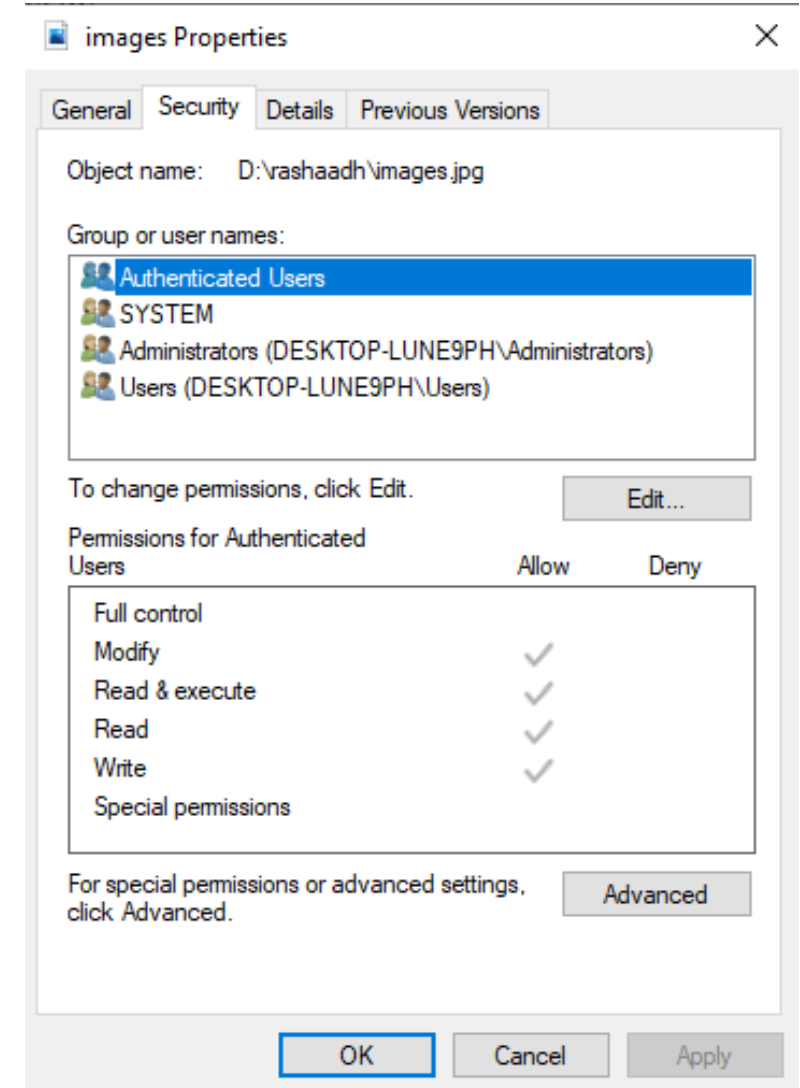 images Properties
General Security Details Previous Versions
Object name: D:\rashaadh\images.jpg
Group or user names:
Authenticated Users
SYSTEM
Administrators (DESKTOP-LUNE9PH\Administrators)
Users (DESKTOP-LUNE9PH\Users)
To change permissions, click Edit.
Edit...
Permissions for Authenticated
Users Allow Deny
Full control
Modify
Read & execute
Read
Write
Special permissions
For special permissions or advanced settings,
click Advanced.
Advanced
OK Cancel Apply